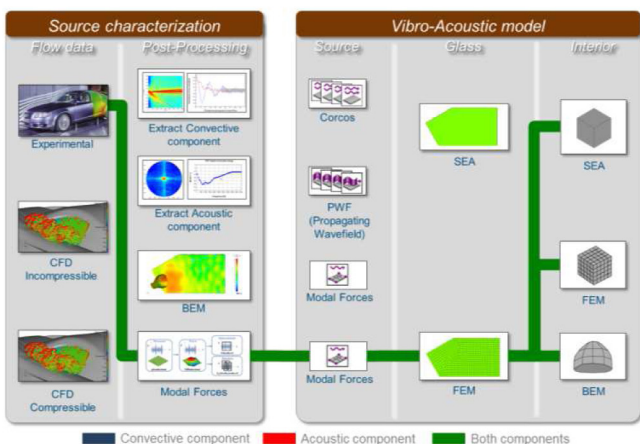 Source characterization
Vibro-Acoustic model
Flow data
Post-Processing
Source
Glass
Interior
Experimental
Extract Convective
component
Corcos
SEA
SEA
Extract Acoustic
component
PWF
(Propagating
Wavefield)
CFD
Incompressible
BEM
Modal Forces
FEM
CFD
Compressible
Modal Forces
Modal Forces
FEM
BEM
Convective component
Acoustic component
Both components